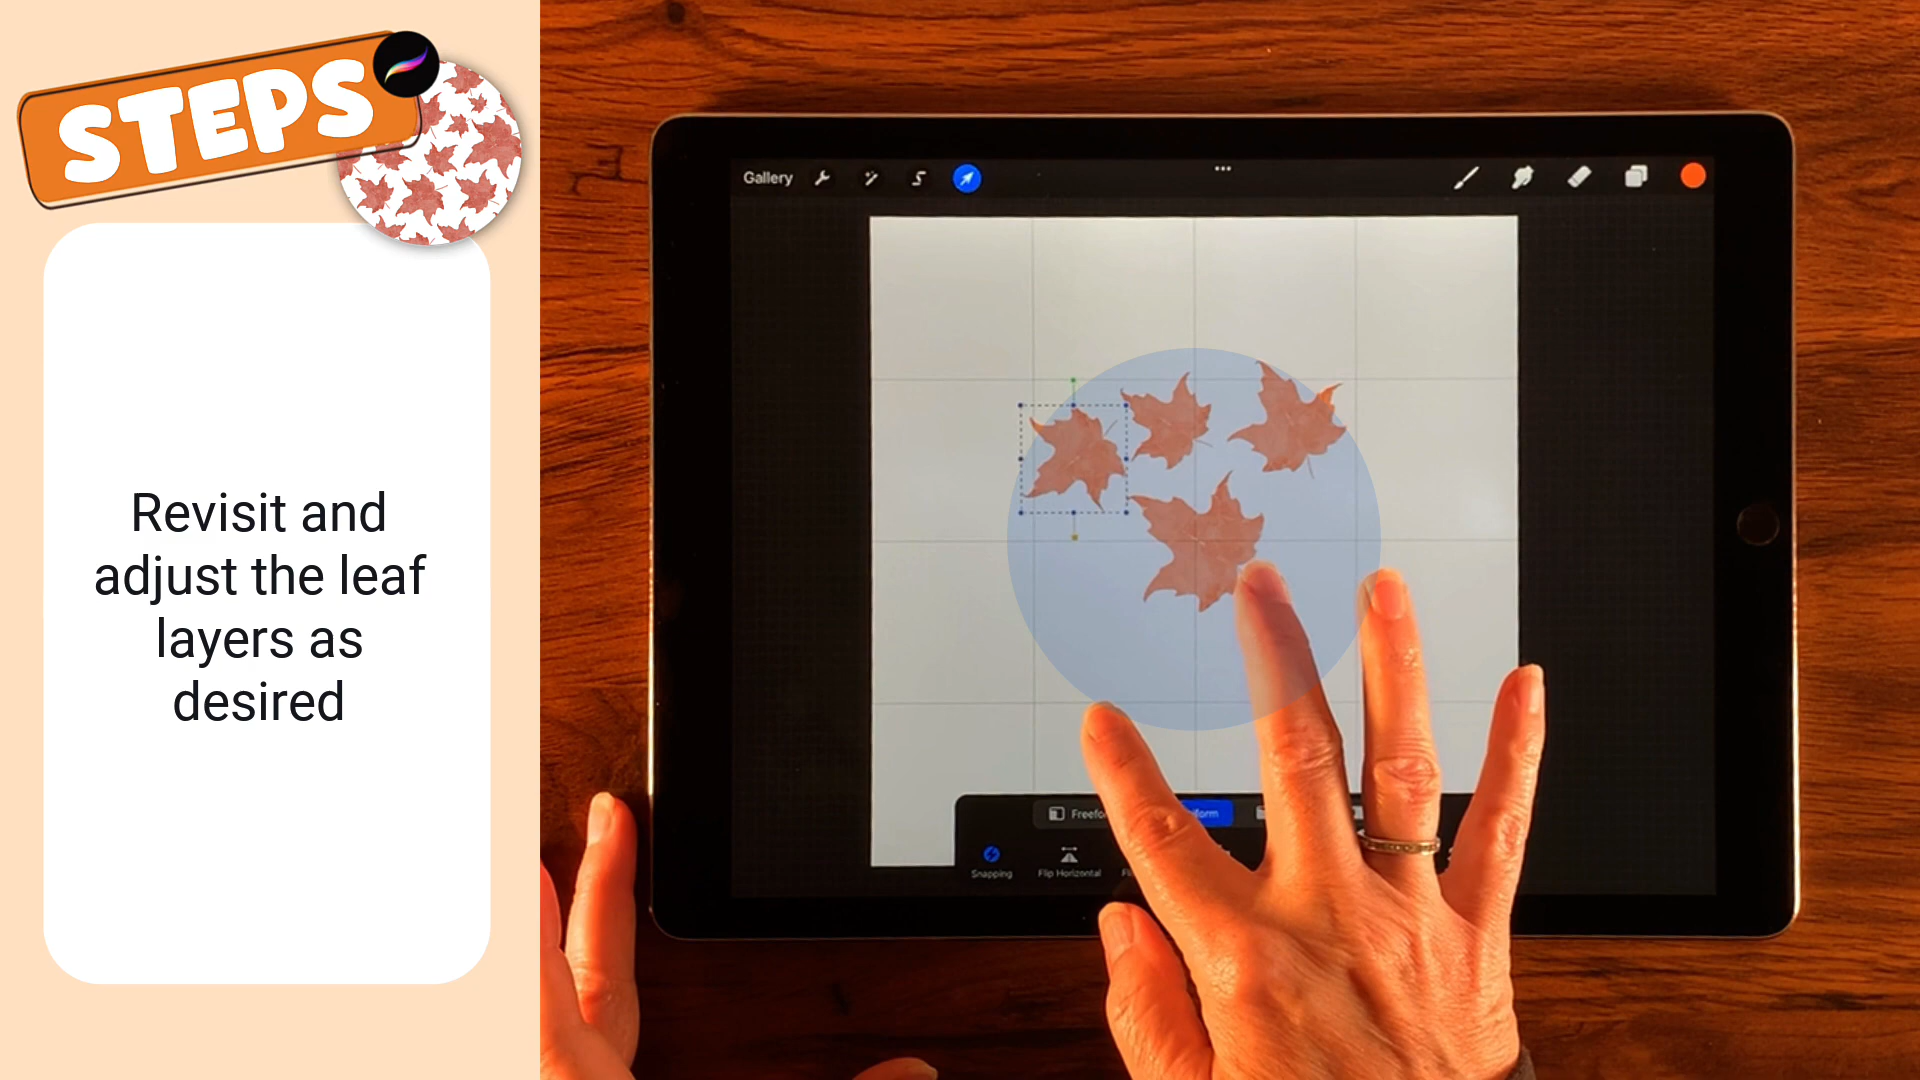 STEPS
Revisit and
adjust the leaf
layers as
desired
Gallery
Snapping
Flip Horizontal